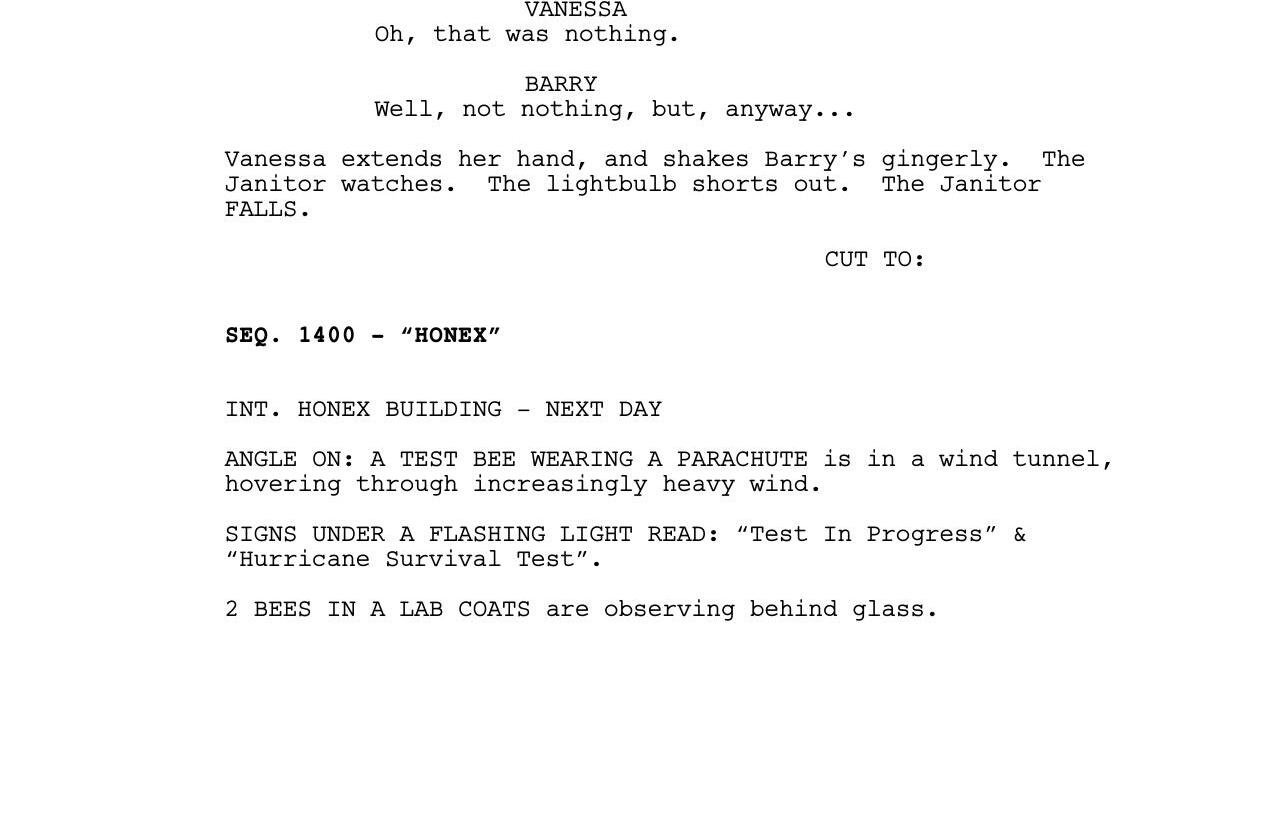 VANESSA
Oh, that was nothing.
BARRY
Well, not nothing, but, anyway...
Vanessa extends her hand, and shakes Barry’s gingerly.  The
Janitor watches.  The lightbulb shorts out.  The Janitor
FALLS.
CUT TO:
SEQ. 1400 - “HONEX”
INT. HONEX BUILDING - NEXT DAY
ANGLE ON: A TEST BEE WEARING A PARACHUTE is in a wind tunnel,
hovering through increasingly heavy wind.
SIGNS UNDER A FLASHING LIGHT READ: “Test In Progress” &
“Hurricane Survival Test”.
2 BEES IN A LAB COATS are observing behind glass.